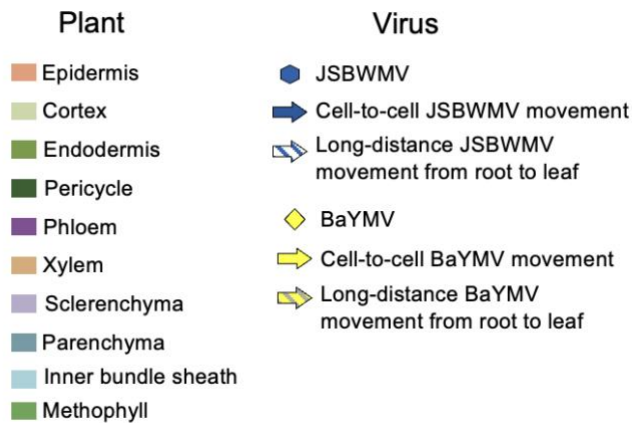 Plant
Epidermis
Cortex
Endodermis
Pericycle
Phloem
Xylem
Sclerenchyma
Parenchyma
Inner bundle sheath
Methophyll
Virus
JSBWMV
Cell-to-cell JSBWMV movement
Long-distance JSBWMV
movement from root to leaf
BaYMV
Cell-to-cell BaYMV movement
Long-distance BaYMV
movement from root to leaf